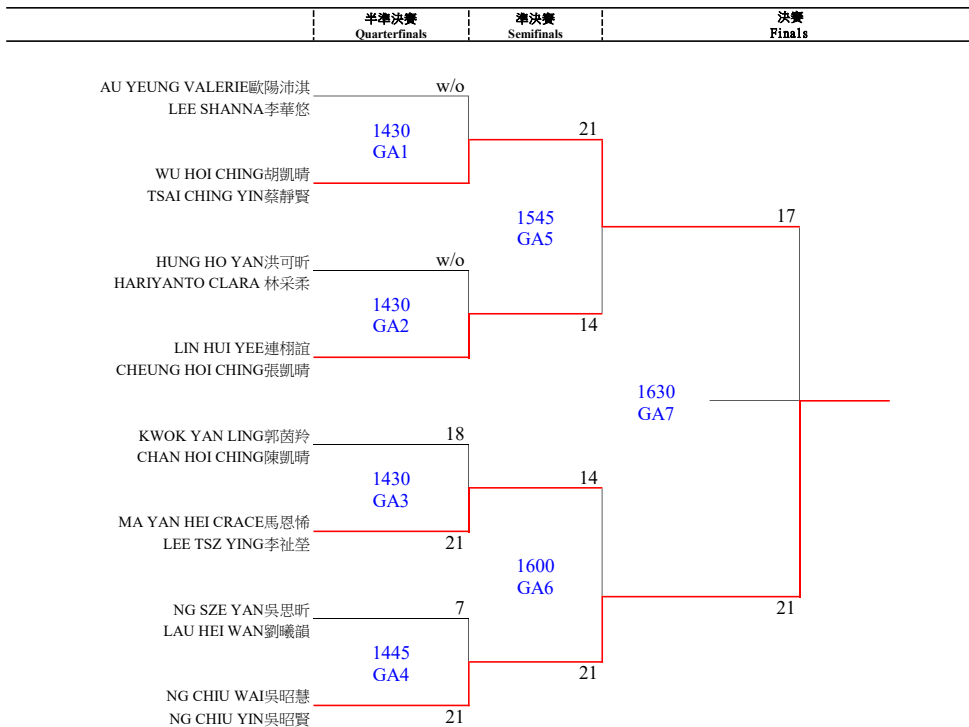 半準決賽 準決賽 決賽
Quarterfinals Semifinals Finals
AU YEUNG VALERIE歐陽沛淇 w/o
LEE SHANNA李華悠
1430 21
GA1
WU HOI CHING胡凱晴
TSAI CHING YIN蔡靜賢
1545 17
GA5
HUNG HO YAN洪可昕 w/o
HARIYANTO CLARA 林采柔
1430
GA2 14
LIN HUI YEE連栩誼
CHEUNG HOI CHING張凱晴
1630
GA7
KWOK YAN LING郭茵羚 18
CHAN HOI CHING陳凱晴
1430 14
GA3
MA YAN HEI CRACE馬恩悕
LEE TSZ YING李祉瑩 21
1600
GA6
NG SZE YAN吳思昕 7 21
LAU HEI WAN劉曦韻
1445
GA4 21
NG CHIU WAI吳昭慧
NG CHIU YIN吳昭賢 21